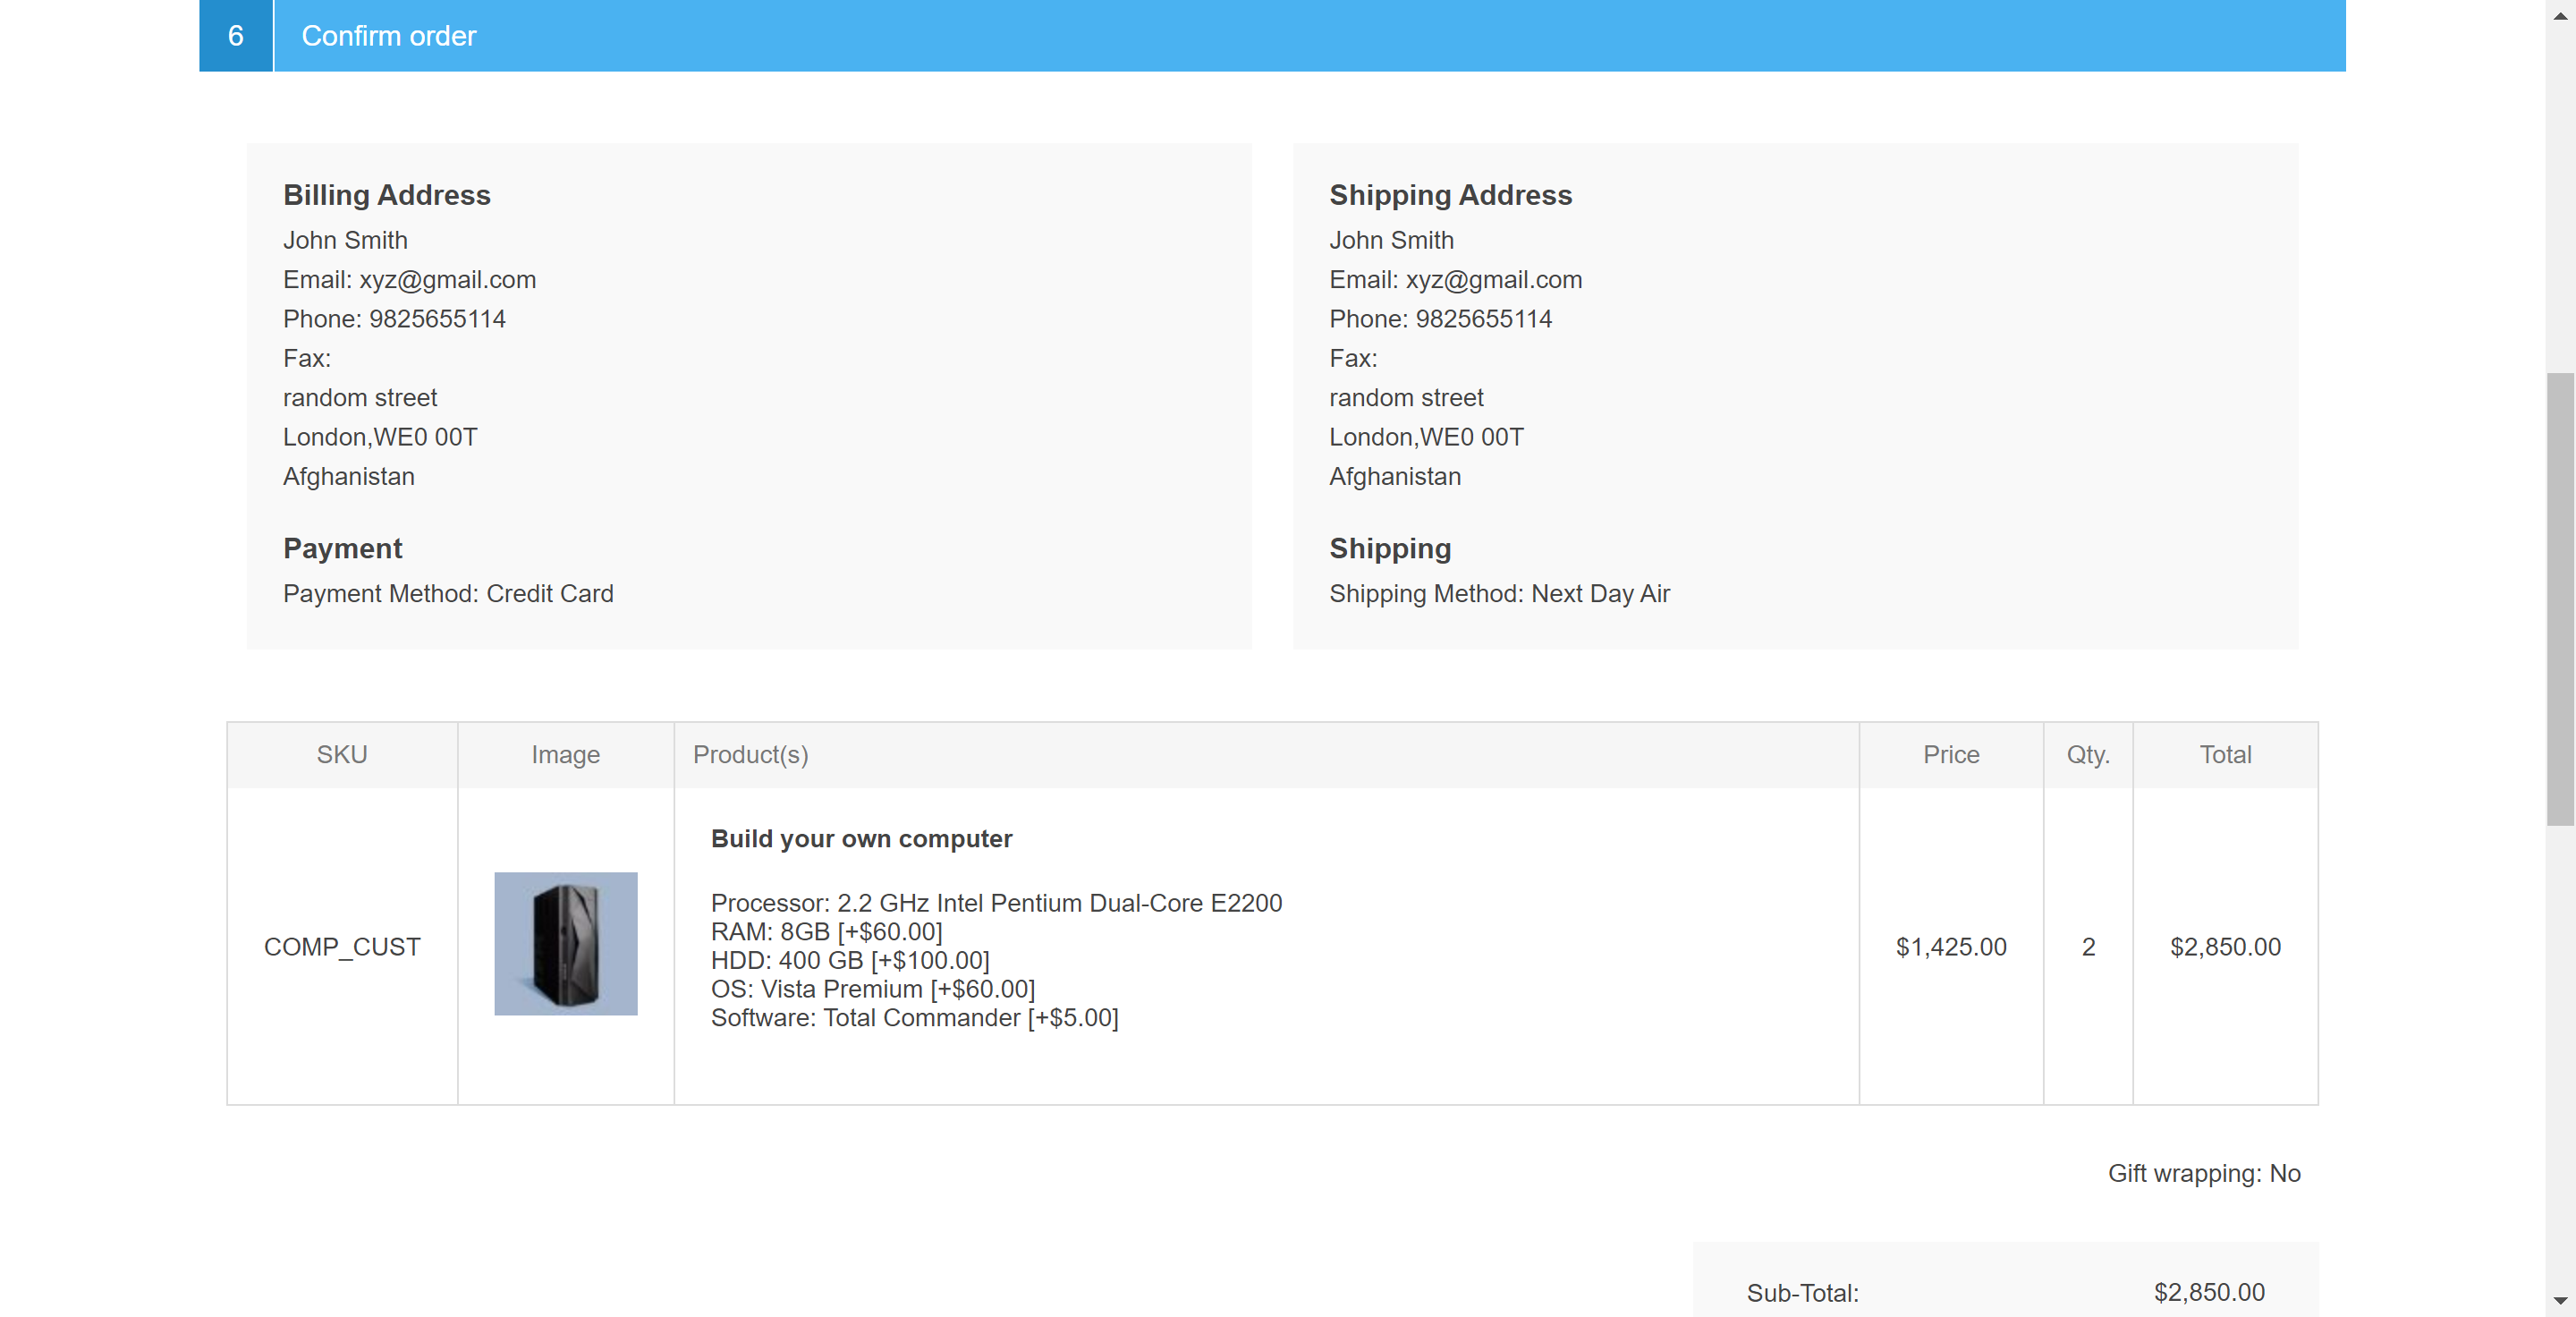 6 Confirm order
Billing Address
John Smith
Email: xyz@gmail.com
Phone: 9825655114
Fax:
random street
London,WE0 00T
Afghanistan
Payment
Payment Method: Credit Card
Shipping Address
John Smith
Email: xyz@gmail.com
Phone: 9825655114
Fax:
random street
London,WE0 00T
Afghanistan
Shipping
Shipping Method: Next Day Air
SKU Image Product(s) Price Qty. Total
Build your own computer
Processor: 2.2 GHz Intel Pentium Dual-Core E2200
RAM: 8GB [+$60.00]
HDD: 400 GB [+$100.00]
OS: Vista Premium [+$60.00]
Software: Total Commander [+$5.00]
COMP_CUST $1,425.00 2 $2,850.00
Gift wrapping: No
Sub-Total: $2,850.00